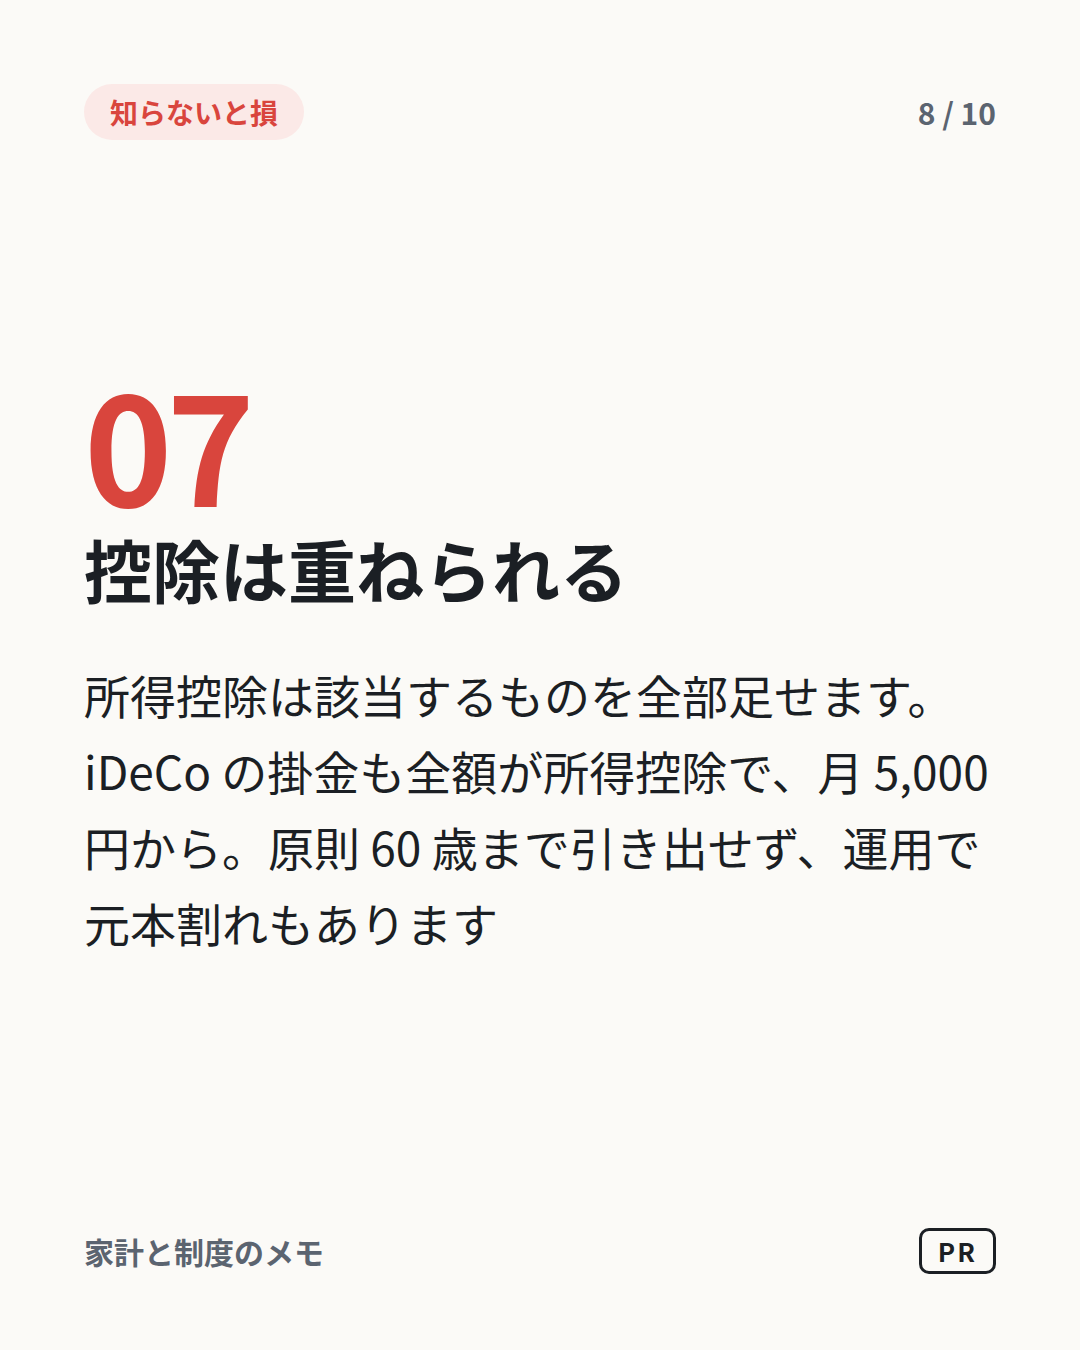 知らないと損
8 / 10
07
控除は重ねられる
所得控除は該当するものを全部足せます。
iDeCo の掛金も全額が所得控除で、月 5,000
円から。原則 60 歳まで引き出せず、運用で
元本割れもあります
家計と制度のメモ
PR